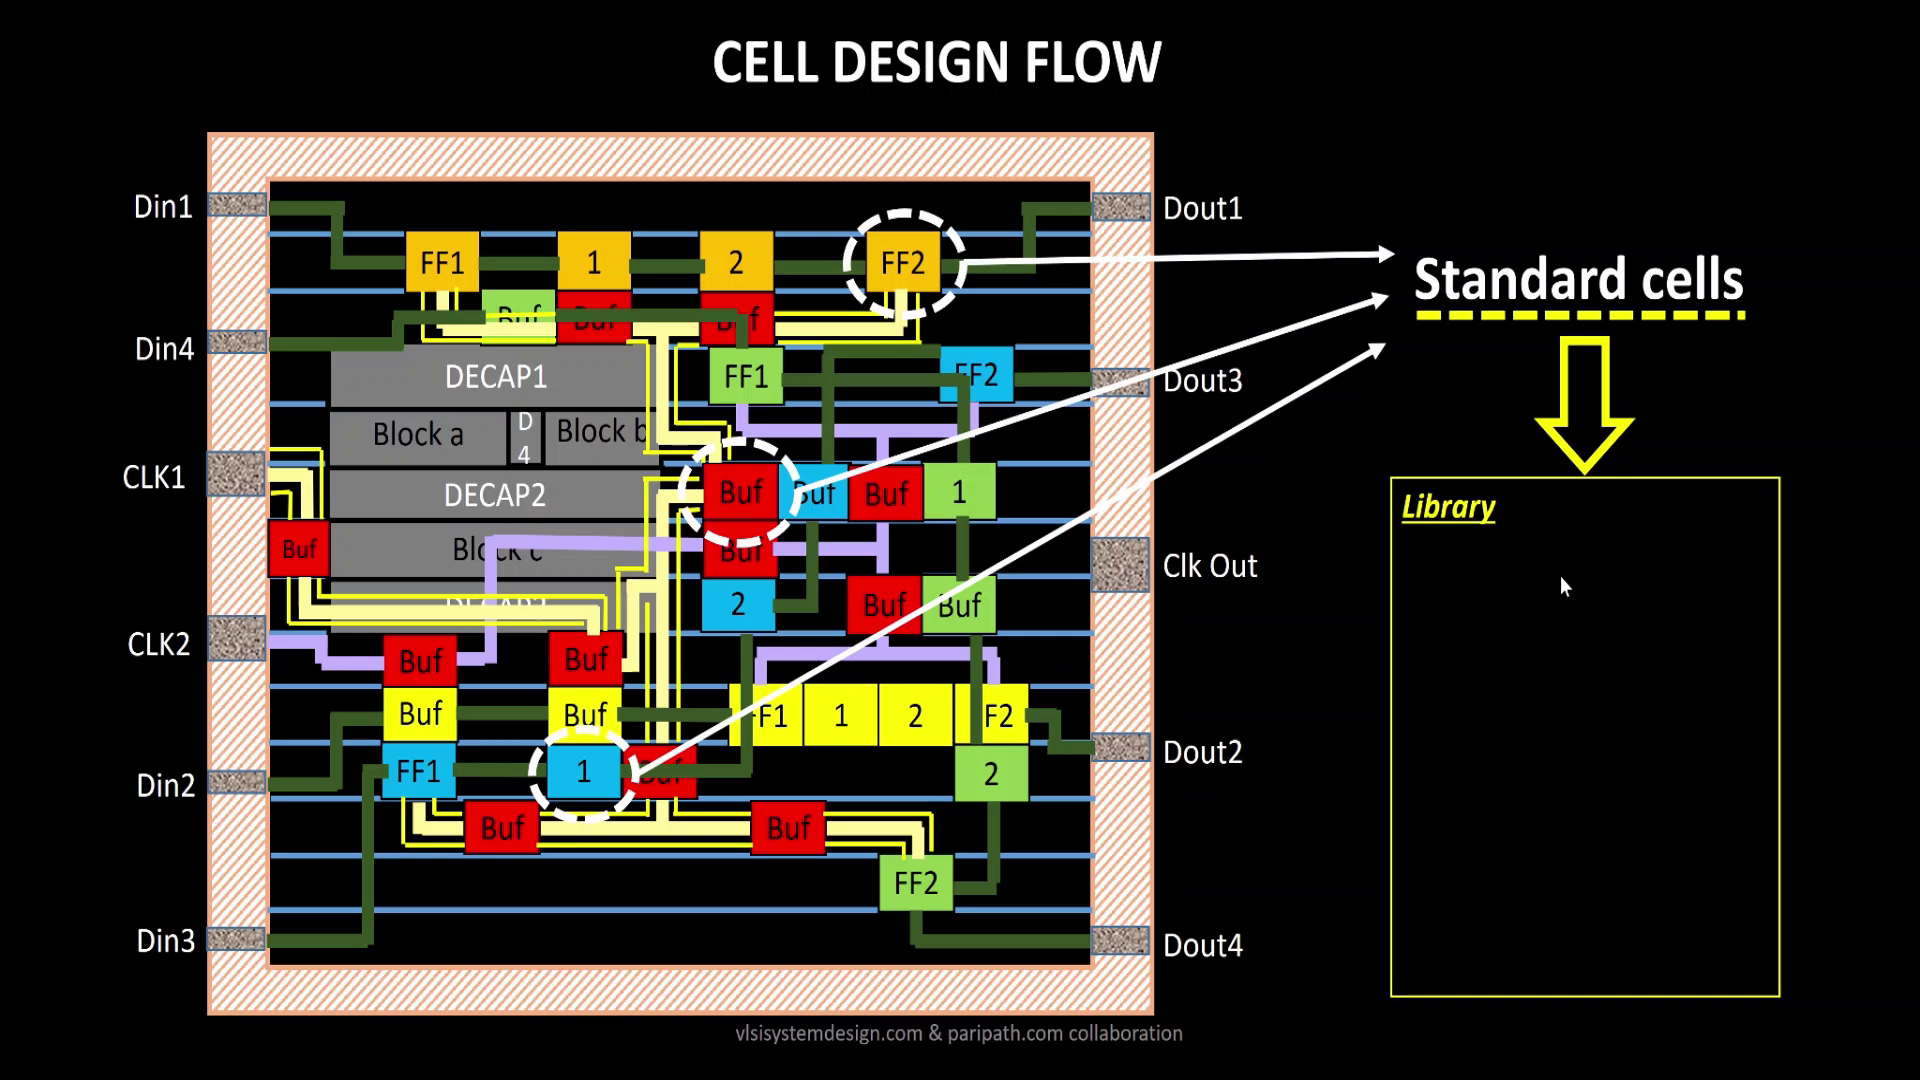 CELL DESIGN FLOW
Din1
Dout1
FF1
1
2
FF2
Standard cells
Buf
Buf
Buf
Din4
DECAP1
FF1
FF2
Dout3
Block a
D
4
Block b
CLK1
DECAP2
Buf
Buf
Buf
1
Library
Buf
Block c
Buf
Clk Out
DECAP3
2
Buf
Buf
CLK2
Buf
Buf
Buf
Buf
F1
1
2
F2
Dout2
Din2
FF1
1
Buf
2
Buf
Buf
FF2
Din3
Dout4
vlsisystemdesign.com & paripath.com collaboration